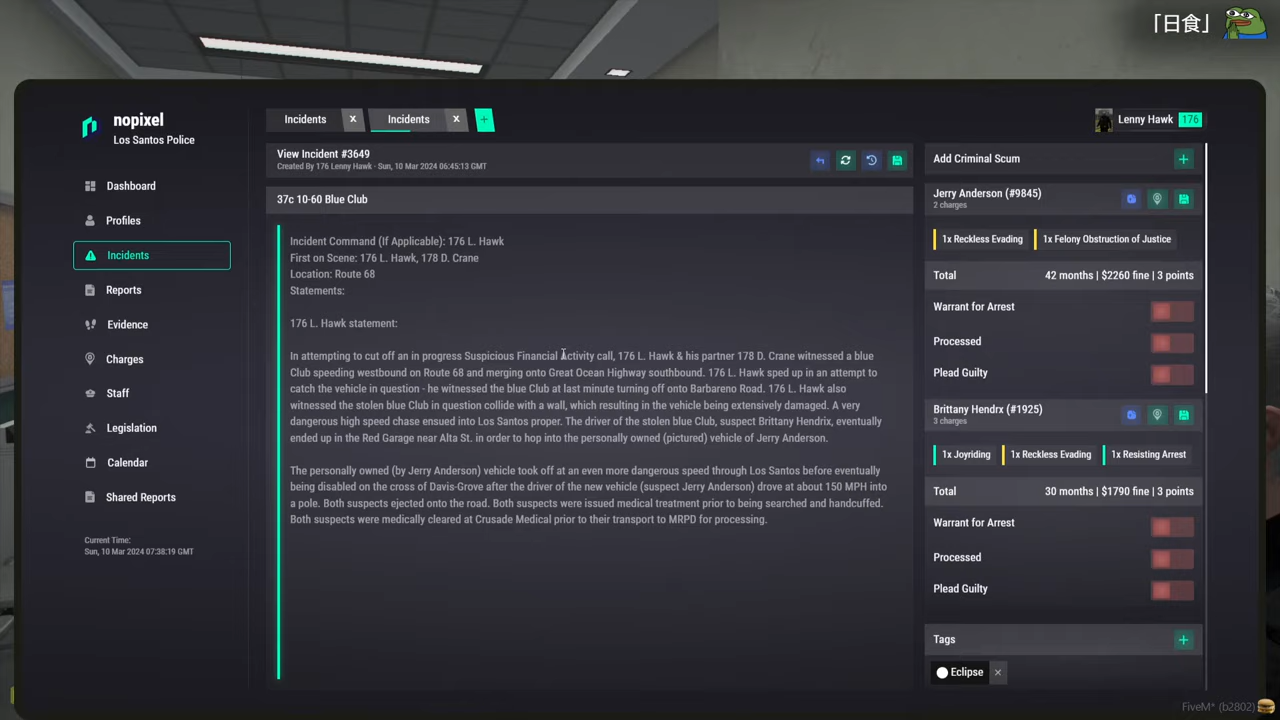 「日食」
nopixel
Los Santos Police
Dashboard
Profiles
Incidents
Reports
Evidence
Charges
Staff
Legislation
Calendar
Shared Reports
Current Time:
Sun, 10 Mar 2024 07:38:19 GMT
Incidents x Incidents x +
Lenny Hawk 176
View Incident #3649
Created By 176 Lenny Hawk - Sun, 10 Mar 2024 06:45:13 GMT
37c 10-60 Blue Club
Incident Command (If Applicable): 176 L. Hawk
First on Scene: 176 L. Hawk, 178 D. Crane
Location: Route 68
Statements:
176 L. Hawk statement:
In attempting to cut off an in progress Suspicious Financial Activity call, 176 L. Hawk & his partner 178 D. Crane witnessed a blue
Club speeding westbound on Route 68 and merging onto Great Ocean Highway southbound. 176 L. Hawk sped up in an attempt to
catch the vehicle in question - he witnessed the blue Club at last minute turning off onto Barbareno Road. 176 L. Hawk also
witnessed the stolen blue Club in question collide with a wall, which resulting in the vehicle being extensively damaged. A very
dangerous high speed chase ensued into Los Santos proper. The driver of the stolen blue Club, suspect Brittany Hendrix, eventually
ended up in the Red Garage near Alta St. in order to hop into the personally owned (pictured) vehicle of Jerry Anderson.
The personally owned (by Jerry Anderson) vehicle took off at an even more dangerous speed through Los Santos before eventually
being disabled on the cross of Davis-Grove after the driver of the new vehicle (suspect Jerry Anderson) drove at about 150 MPH into
a pole. Both suspects ejected onto the road. Both suspects were issued medical treatment prior to being searched and handcuffed.
Both suspects were medically cleared at Crusade Medical prior to their transport to MRPD for processing.
Add Criminal Scum +
Jerry Anderson (#9845)
2 charges
1x Reckless Evading 1x Felony Obstruction of Justice
Total 42 months | $2260 fine | 3 points
Warrant for Arrest
Processed
Plead Guilty
Brittany Hendrx (#1925)
3 charges
1x Joyriding 1x Reckless Evading 1x Resisting Arrest
Total 30 months | $1790 fine | 3 points
Warrant for Arrest
Processed
Plead Guilty
Tags +
Eclipse x
FiveM* (b2802)